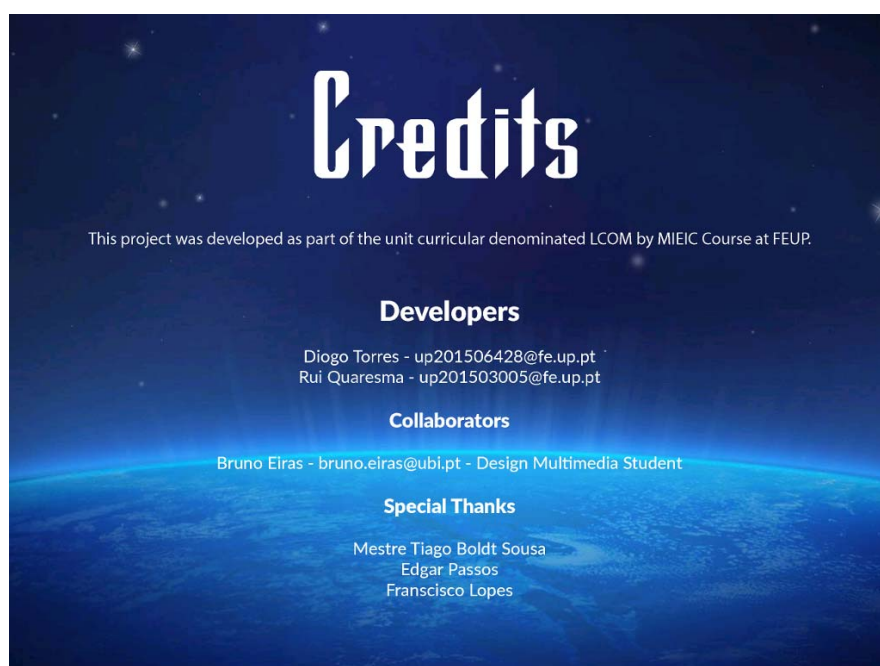 Credits
This project was developed as part of the unit curricular denominated LCOM by MIEIC Course at FEUP.
Developers
Diogo Torres - up201506428@fe.up.pt
Rui Quaresma - up201503005@fe.up.pt
Collaborators
Bruno Eiras - bruno.eiras@ubi.pt - Design Multimedia Student
Special Thanks
Mestre Tiago Boldt Sousa
Edgar Passos
Franscisco Lopes